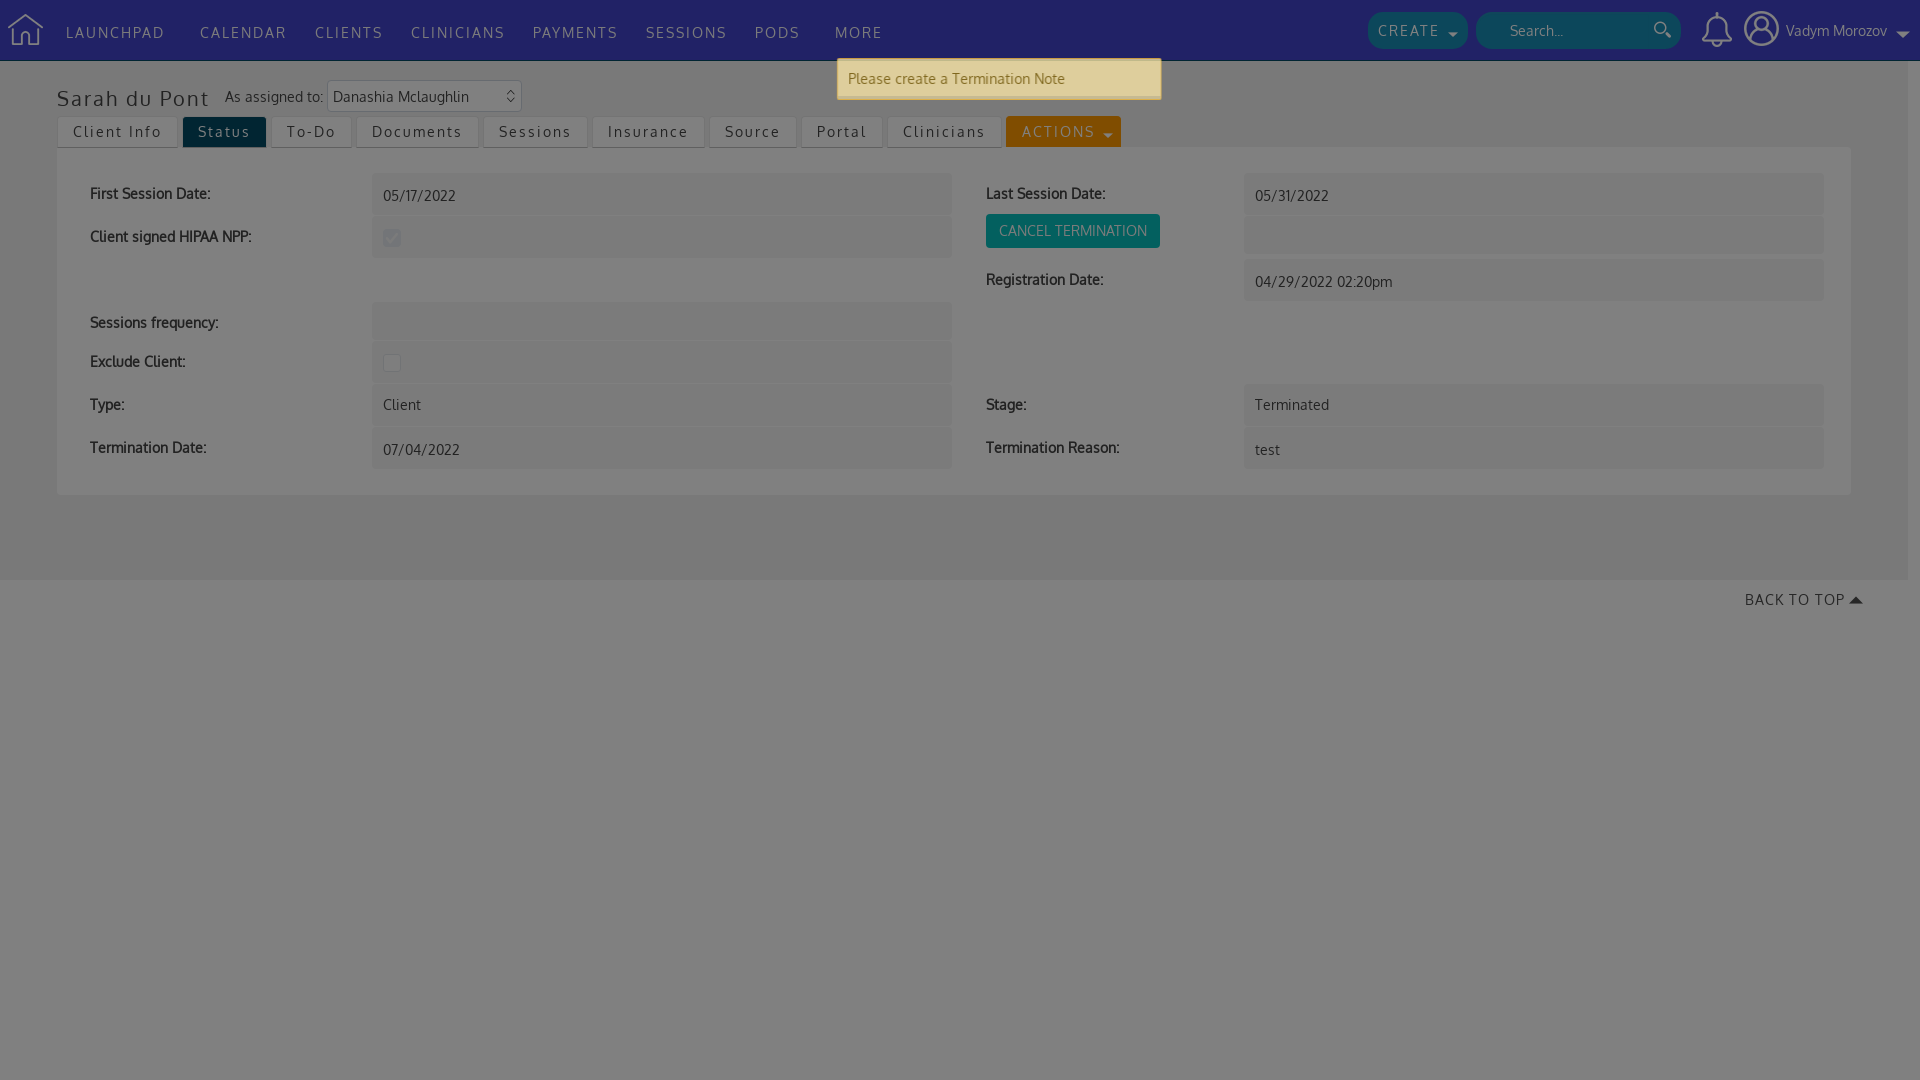 LAUNCHPAD CALENDAR CLIENTS CLINICIANS PAYMENTS SESSIONS PODS MORE CREATE Search... Vadym Morozov
Please create a Termination Note
Sarah du Pont As assigned to: Danashia Mclaughlin
Client Info Status To-Do Documents Sessions Insurance Source Portal Clinicians ACTIONS
First Session Date: 05/17/2022 Last Session Date: 05/31/2022
Client signed HIPAA NPP: CANCEL TERMINATION
Registration Date: 04/29/2022 02:20pm
Sessions frequency:
Exclude Client:
Type: Client Stage: Terminated
Termination Date: 07/04/2022 Termination Reason: test
BACK TO TOP